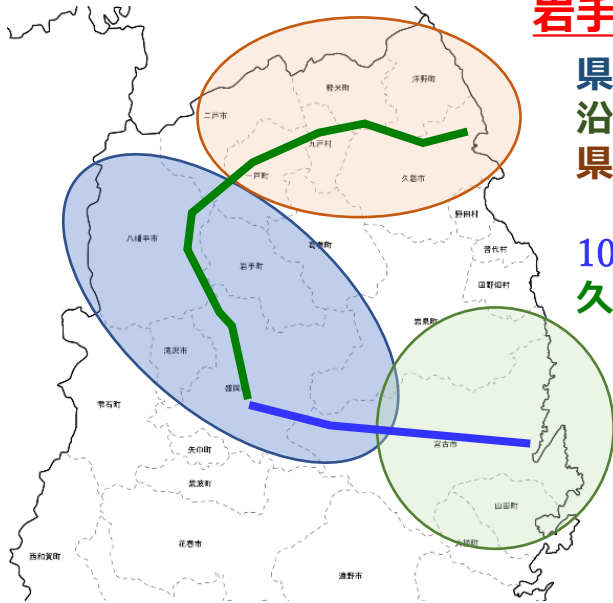 岩手
県
沿
県
10
久
軽米町
洋野町
二戸市
九戸村
一戸町
久慈市
野田村
八幡平市
葛巻町
普代村
岩手町
田野畑村
岩泉町
滝沢市
盛岡
雫石町
宮古市
矢巾町
紫波町
山田町
花巻市
大槌町
西和賀町
遠野市